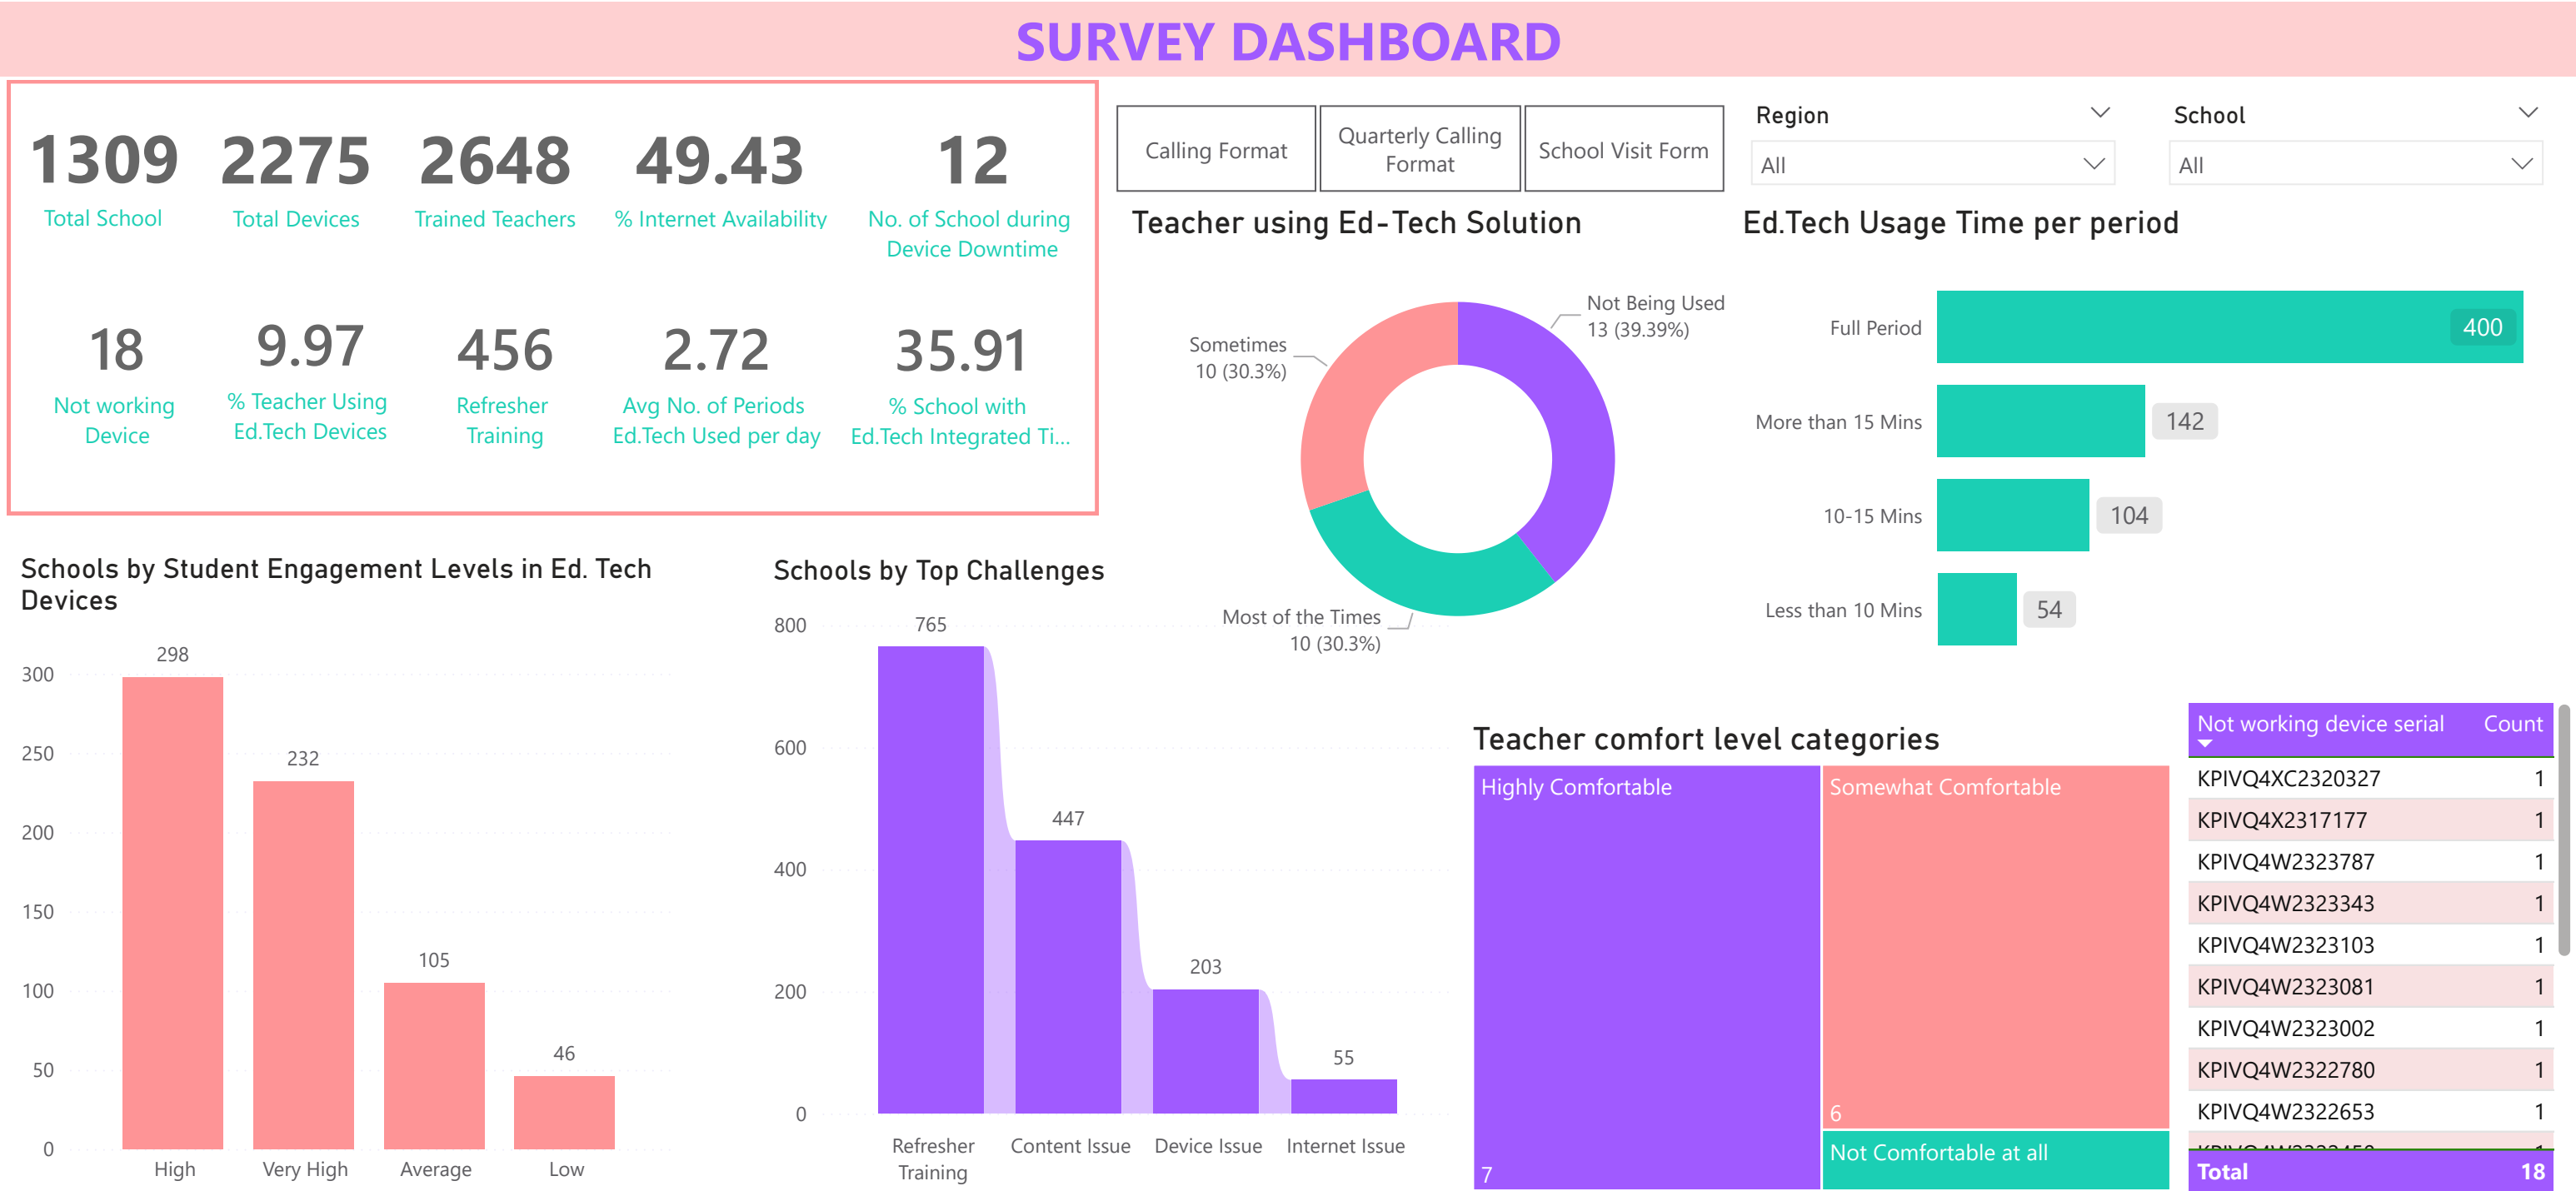 SURVEY DASHBOARD
1309
Total School
2275
Total Devices
2648
Trained Teachers
49.43
% Internet Availability
12
No. of School during
Device Downtime
18
Not working
Device
9.97
% Teacher Using
Ed.Tech Devices
456
Refresher
Training
2.72
Avg No. of Periods
Ed.Tech Used per day
35.91
% School with
Ed.Tech Integrated Ti...
Calling Format
Quarterly Calling
Format
School Visit Form
Region
All
School
All
Teacher using Ed-Tech Solution
Not Being Used
13 (39.39%)
Sometimes
10 (30.3%)
Most of the Times
10 (30.3%)
Ed.Tech Usage Time per period
Full Period
400
More than 15 Mins
142
10-15 Mins
104
Less than 10 Mins
54
Schools by Student Engagement Levels in Ed. Tech
Devices
300
250
200
150
100
50
0
298
232
105
46
High
Very High
Average
Low
Schools by Top Challenges
800
600
400
200
0
765
447
203
55
Refresher
Training
Content Issue
Device Issue
Internet Issue
Teacher comfort level categories
Highly Comfortable
7
Somewhat Comfortable
6
Not Comfortable at all
Not working device serial Count
KPIVQ4XC2320327 1
KPIVQ4X2317177 1
KPIVQ4W2323787 1
KPIVQ4W2323343 1
KPIVQ4W2323103 1
KPIVQ4W2323081 1
KPIVQ4W2323002 1
KPIVQ4W2322780 1
KPIVQ4W2322653 1
Total 18